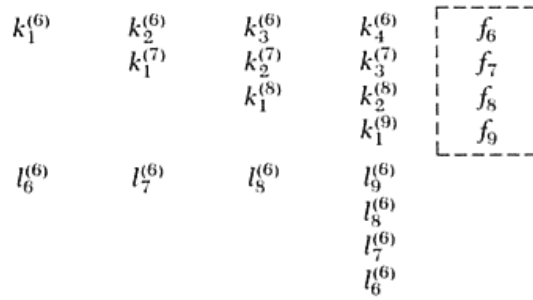 k_1^{(6)} k_2^{(6)} k_3^{(6)} k_4^{(6)} f_6
k_1^{(7)} k_2^{(7)} k_3^{(7)} f_7
k_1^{(8)} k_2^{(8)} f_8
k_1^{(9)} f_9
l_6^{(6)} l_7^{(6)} l_8^{(6)} l_9^{(6)}
l_8^{(6)}
l_7^{(6)}
l_6^{(6)}